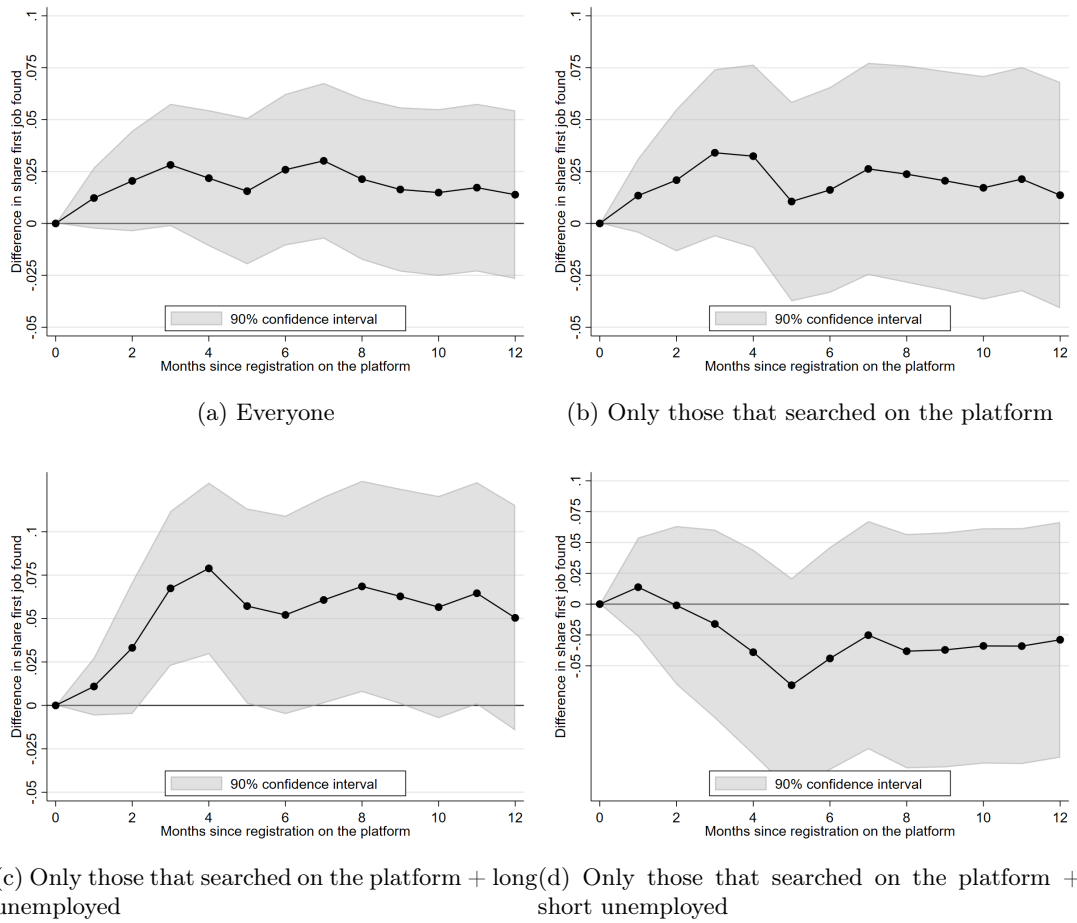 .1
.075
.05
.025
0
-.025
-.05
Difference in share first job found
90% confidence interval
0 2 4 6 8 10 12
Months since registration on the platform
(a) Everyone
.1
.075
.05
.025
0
-.025
-.05
Difference in share first job found
90% confidence interval
0 2 4 6 8 10 12
Months since registration on the platform
(b) Only those that searched on the platform
.1
.075
.05
.025
0
-.025
-.05
Difference in share first job found
90% confidence interval
0 2 4 6 8 10 12
Months since registration on the platform
(c) Only those that searched on the platform + long
unemployed
.1
.075
.05
.025
0
-.025
-.05
Difference in share first job found
90% confidence interval
0 2 4 6 8 10 12
Months since registration on the platform
(d) Only those that searched on the platform +
short unemployed